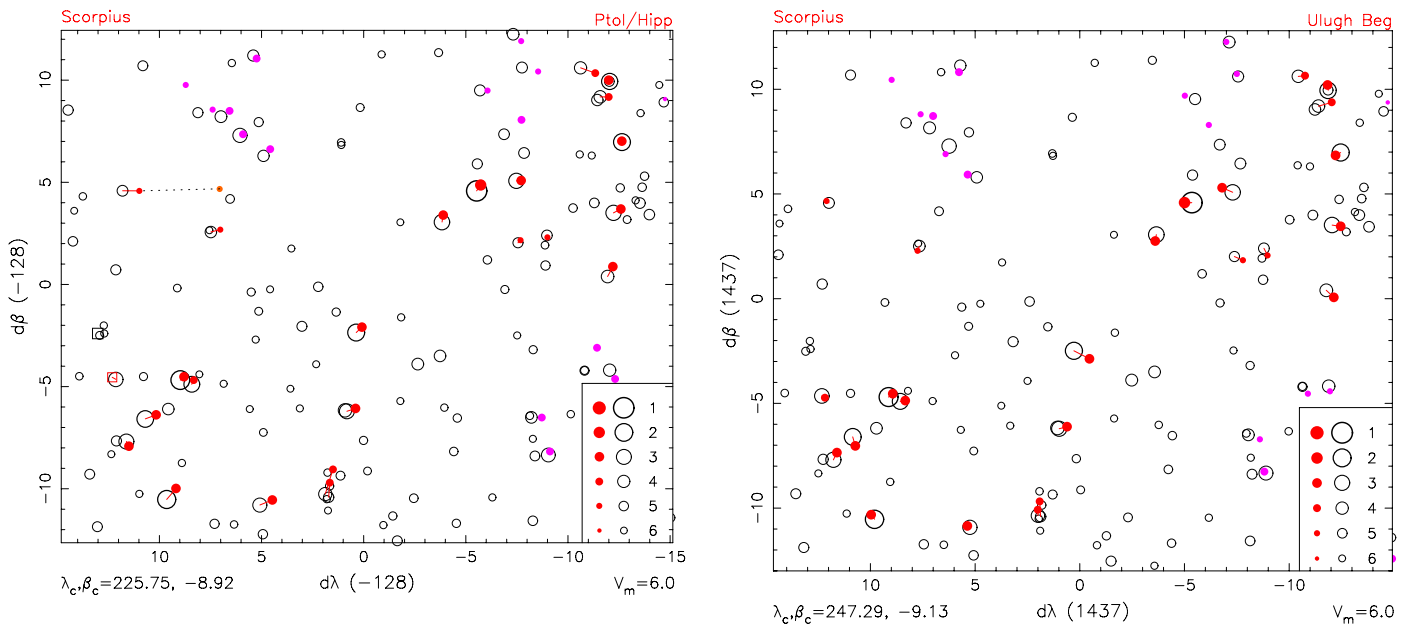 Scorpius Ptol/Hipp
10
5
0
-5
-10
dβ (-128)
1
2
3
4
5
6
10 5 0 -5 -10 -15
λc,βc=225.75, -8.92 dλ (-128) Vm=6.0
Scorpius Ulugh Beg
10
5
0
-5
-10
dβ (1437)
1
2
3
4
5
6
10 5 0 -5 -10
λc,βc=247.29, -9.13 dλ (1437) Vm=6.0